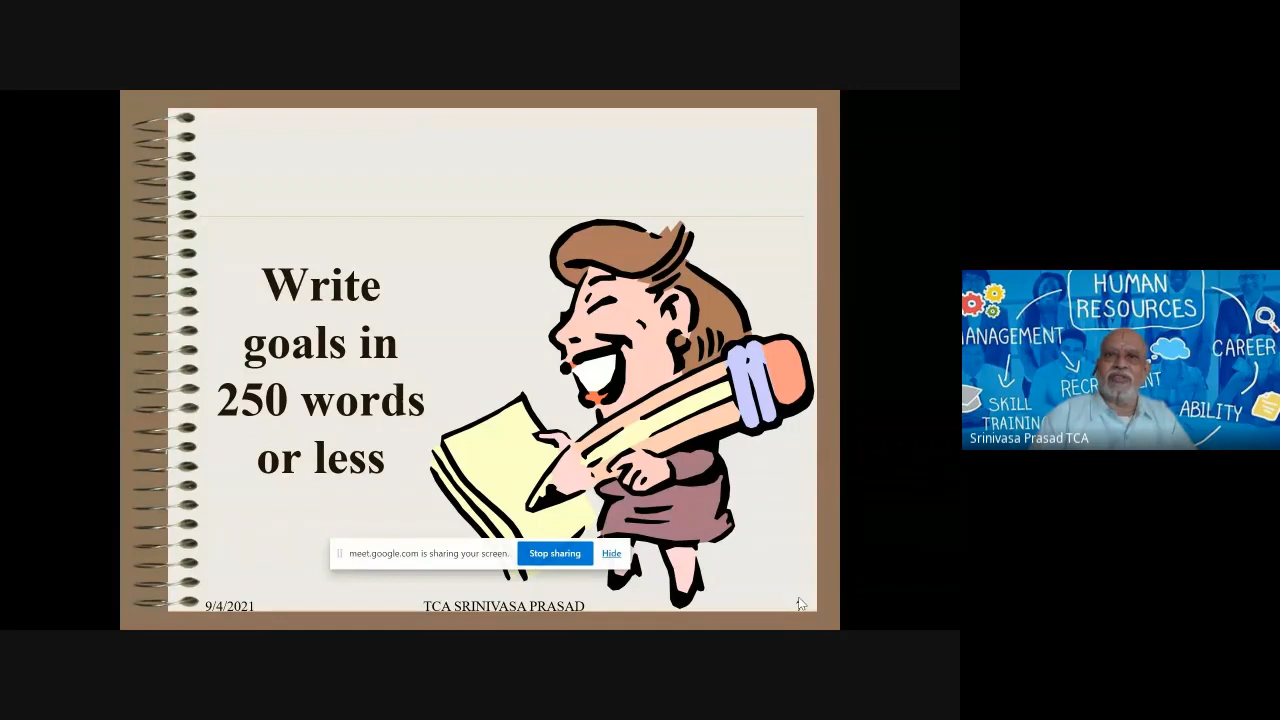 Write
goals in
250 words
or less
meet.google.com is sharing your screen.
Stop sharing
Hide
9/4/2021
TCA SRINIVASA PRASAD
HUMAN
RESOURCES
MANAGEMENT
CAREER
SKILL
ABILITY
Srinivasa Prasad TCA